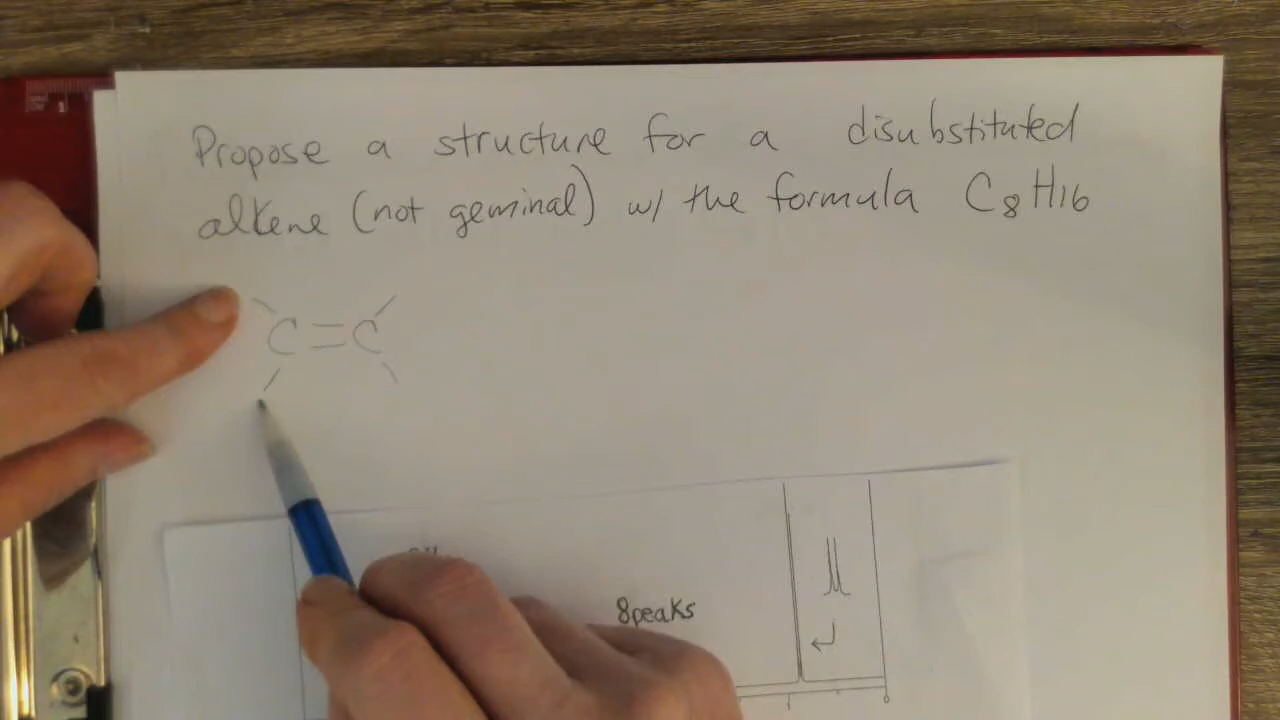 Propose a structure for a disubstituted
alkene (not geminal) w/ the formula C8H16
C=C
8peaks